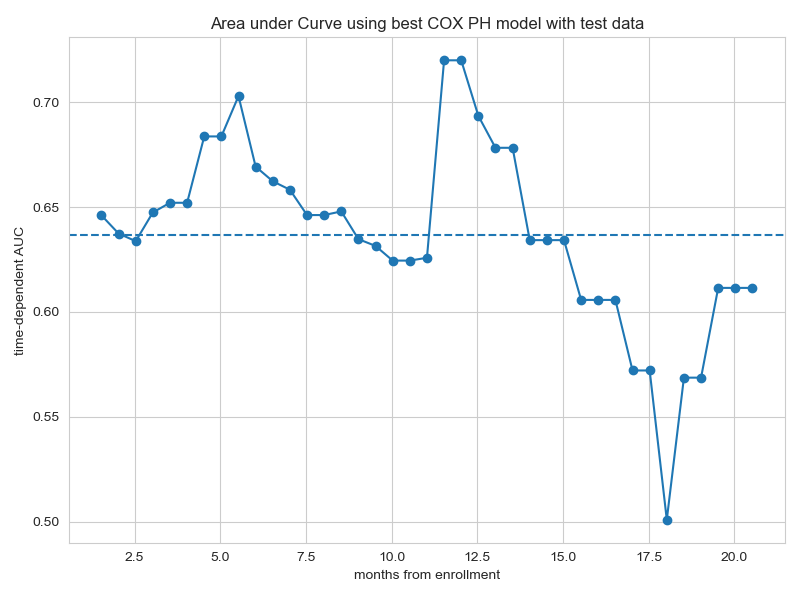 Area under Curve using best COX PH model with test data
time-dependent AUC
0.70
0.65
0.60
0.55
0.50
2.5 5.0 7.5 10.0 12.5 15.0 17.5 20.0
months from enrollment